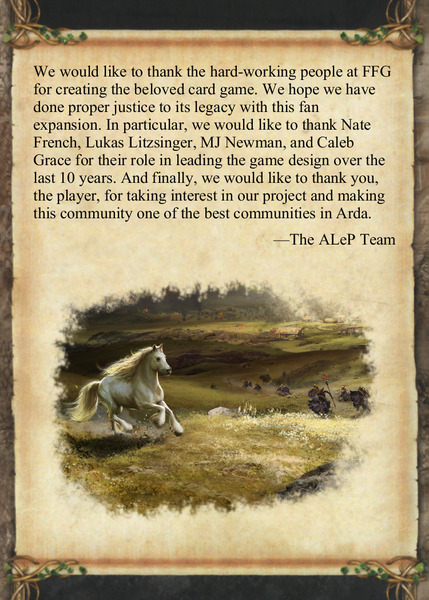 We would like to thank the hard-working people at FFG
for creating the beloved card game. We hope we have
done proper justice to its legacy with this fan
expansion. In particular, we would like to thank Nate
French, Lukas Litzsinger, MJ Newman, and Caleb
Grace for their role in leading the game design over the
last 10 years. And finally, we would like to thank you,
the player, for taking interest in our project and making
this community one of the best communities in Arda.
—The ALeP Team